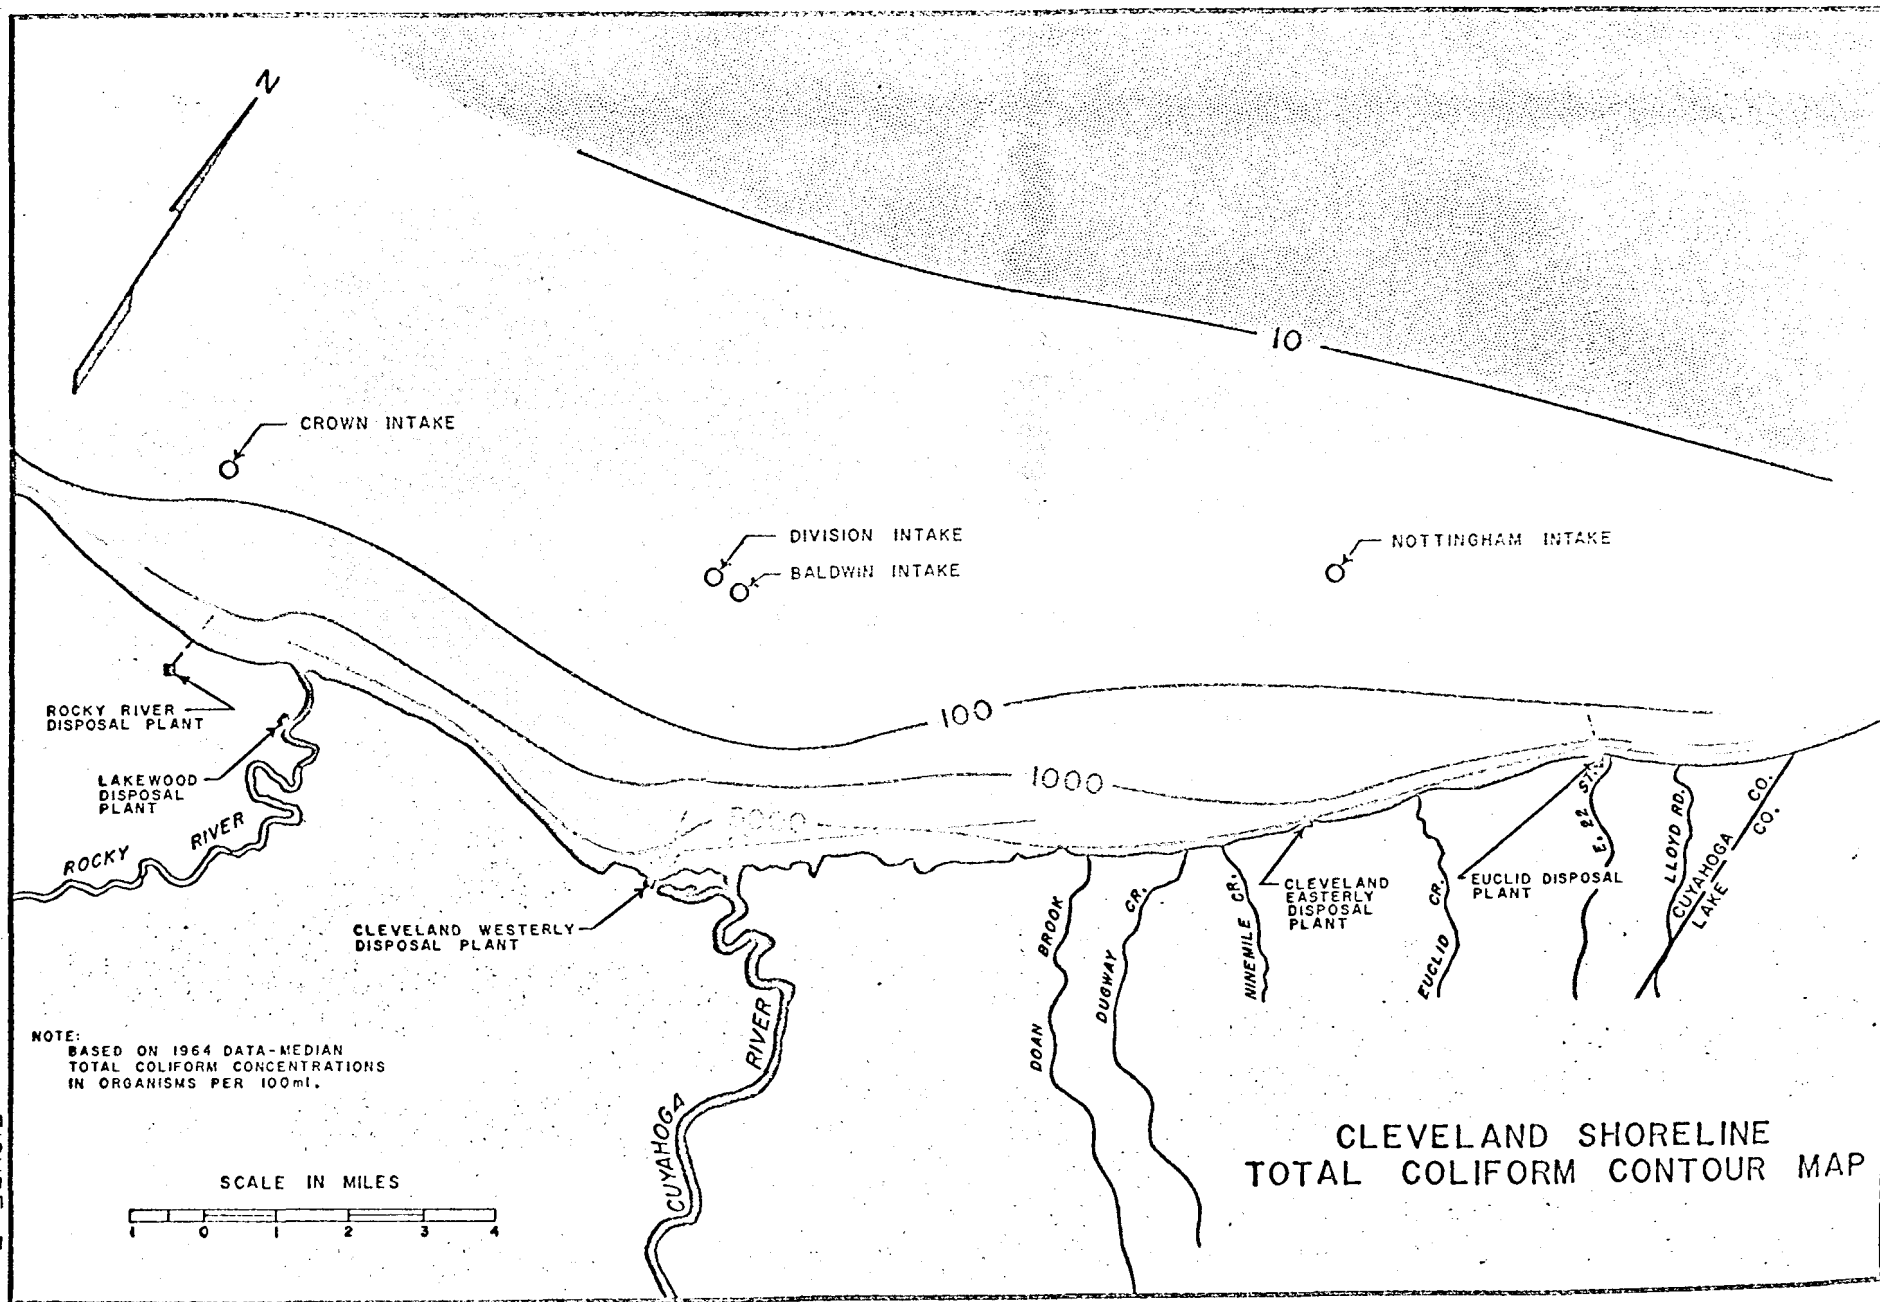 N
10
CROWN INTAKE
DIVISION INTAKE
BALDWIN INTAKE
NOTTINGHAM INTAKE
100
1000
5000
ROCKY RIVER
DISPOSAL PLANT
LAKEWOOD
DISPOSAL
PLANT
ROCKY RIVER
CLEVELAND WESTERLY
DISPOSAL PLANT
CUYAHOGA RIVER
DOAN BROOK
DUGWAY CR.
NINEMILE CR.
CLEVELAND
EASTERLY
DISPOSAL
PLANT
EUCLID CR.
EUCLID DISPOSAL
PLANT
E. 22 ST.
LLOYD RD.
CUYAHOGA CO.
LAKE CO.
NOTE:
BASED ON 1964 DATA-MEDIAN
TOTAL COLIFORM CONCENTRATIONS
IN ORGANISMS PER 100ml.
SCALE IN MILES
1 0 1 2 3 4
CLEVELAND SHORELINE
TOTAL COLIFORM CONTOUR MAP